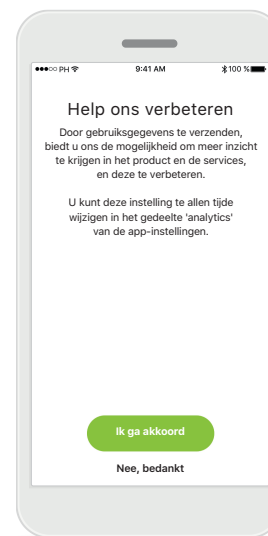 PH 9:41 AM 100 %
Help ons verbeteren
Door gebruiksgegevens te verzenden,
biedt u ons de mogelijkheid om meer inzicht
te krijgen in het product en de services,
en deze te verbeteren.
U kunt deze instelling te allen tijde
wijzigen in het gedeelte 'analytics'
van de app-instellingen.
Ik ga akkoord
Nee, bedankt